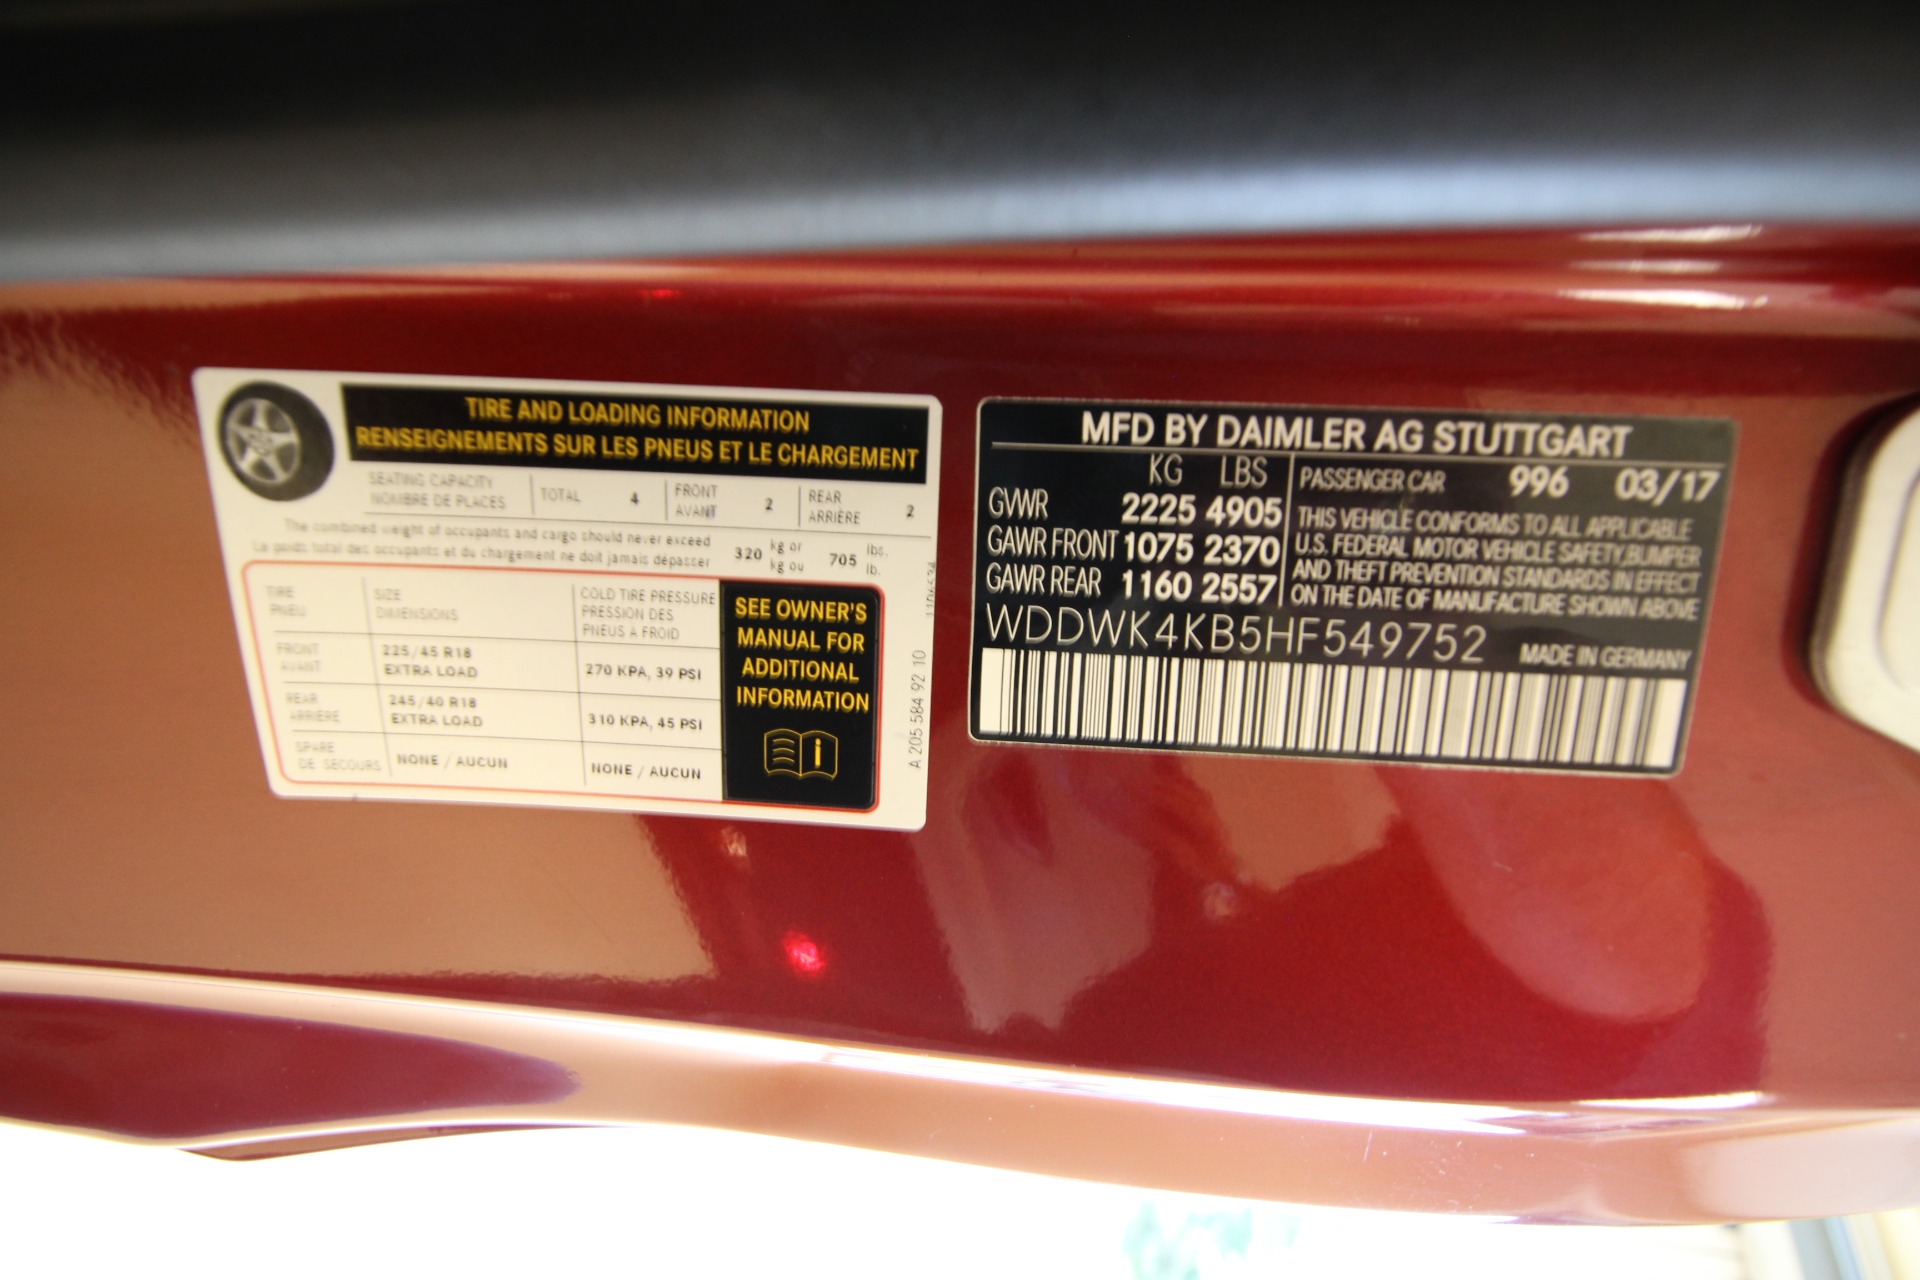 TIRE AND LOADING INFORMATION
RENSEIGNEMENTS SUR LES PNEUS ET LE CHARGEMENT
SEATING CAPACITY
NOMBRE DE PLACES
TOTAL 4
FRONT
AVANT
2
REAR
ARRIÈRE
2
The combined weight of occupants and cargo should never exceed
Le poids total des occupants et du chargement ne doit jamais dépasser
320
kg or
kg ou
705
lbs.
lb.
TIRE
PNEU
SIZE
DIMENSIONS
COLD TIRE PRESSURE
PRESSION DES
PNEUS A FROID
FRONT
AVANT
225/45 R18
EXTRA LOAD
270 KPA, 39 PSI
REAR
ARRIÈRE
245/40 R18
EXTRA LOAD
310 KPA, 45 PSI
SPARE
DE SECOURS
NONE / AUCUN
NONE / AUCUN
SEE OWNER'S
MANUAL FOR
ADDITIONAL
INFORMATION
i
A 205 584 92 10
MFD BY DAIMLER AG STUTTGART
KG LBS
GVWR 2225 4905
GAWR FRONT 1075 2370
GAWR REAR 1160 2557
PASSENGER CAR 996 03/17
THIS VEHICLE CONFORMS TO ALL APPLICABLE
U.S. FEDERAL MOTOR VEHICLE SAFETY, BUMPER
AND THEFT PREVENTION STANDARDS IN EFFECT
ON THE DATE OF MANUFACTURE SHOWN ABOVE
WDDWK4KB5HF549752
MADE IN GERMANY